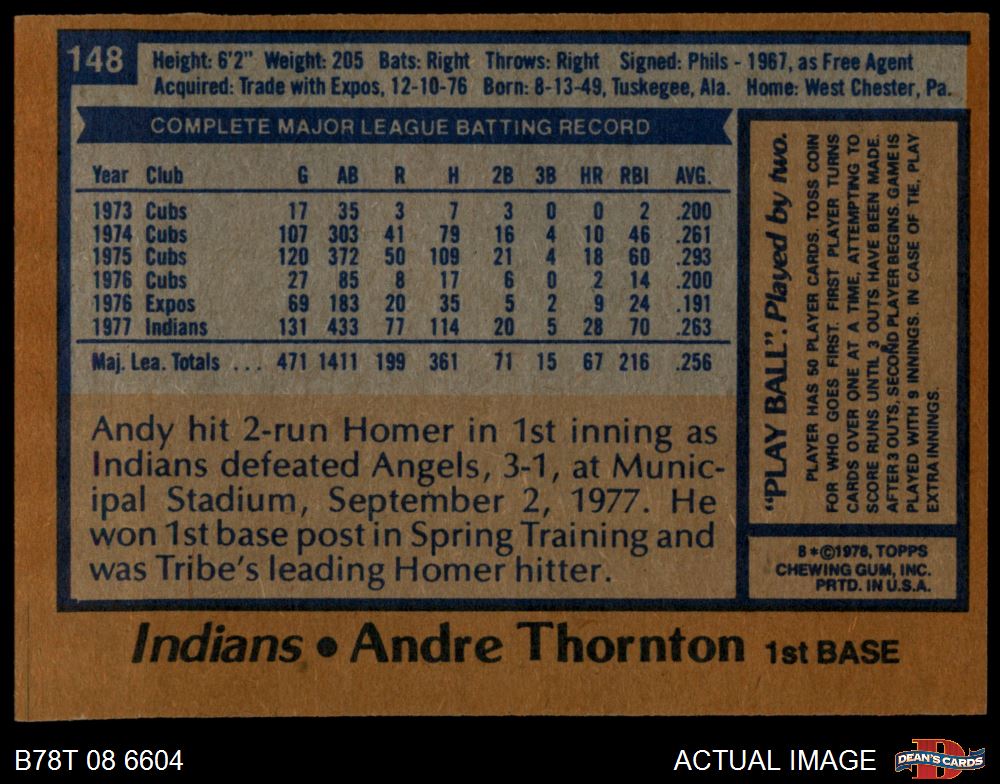 148
Height: 6'2" Weight: 205 Bats: Right Throws: Right Signed: Phils - 1967, as Free Agent
Acquired: Trade with Expos, 12-10-76 Born: 8-13-49, Tuskegee, Ala. Home: West Chester, Pa.
COMPLETE MAJOR LEAGUE BATTING RECORD
Year Club G AB R H 2B 3B HR RBI AVG.
1973 Cubs 17 35 3 7 3 0 0 2 .200
1974 Cubs 107 303 41 79 16 4 10 46 .261
1975 Cubs 120 372 50 109 21 4 18 60 .293
1976 Cubs 27 85 8 17 6 0 2 14 .200
1976 Expos 69 183 20 35 5 2 9 24 .191
1977 Indians 131 433 77 114 20 5 28 70 .263
Maj. Lea. Totals ... 471 1411 199 361 71 15 67 216 .256
Andy hit 2-run Homer in 1st inning as
Indians defeated Angels, 3-1, at Munic-
ipal Stadium, September 2, 1977. He
won 1st base post in Spring Training and
was Tribe's leading Homer hitter.
"PLAY BALL". Played by two.
PLAYER HAS 50 PLAYER CARDS. TOSS COIN
FOR WHO GOES FIRST. FIRST PLAYER TURNS
CARDS OVER ONE AT A TIME, ATTEMPTING TO
SCORE RUNS UNTIL 3 OUTS HAVE BEEN MADE.
AFTER 3 OUTS, SECOND PLAYER BEGINS. GAME IS
PLAYED WITH 9 INNINGS. IN CASE OF TIE, PLAY
EXTRA INNINGS.
B*©1978, TOPPS
CHEWING GUM, INC.
PRTD. IN U.S.A.
Indians • Andre Thornton 1st BASE
B78T 08 6604
ACTUAL IMAGE
D
DEAN'S CARDS